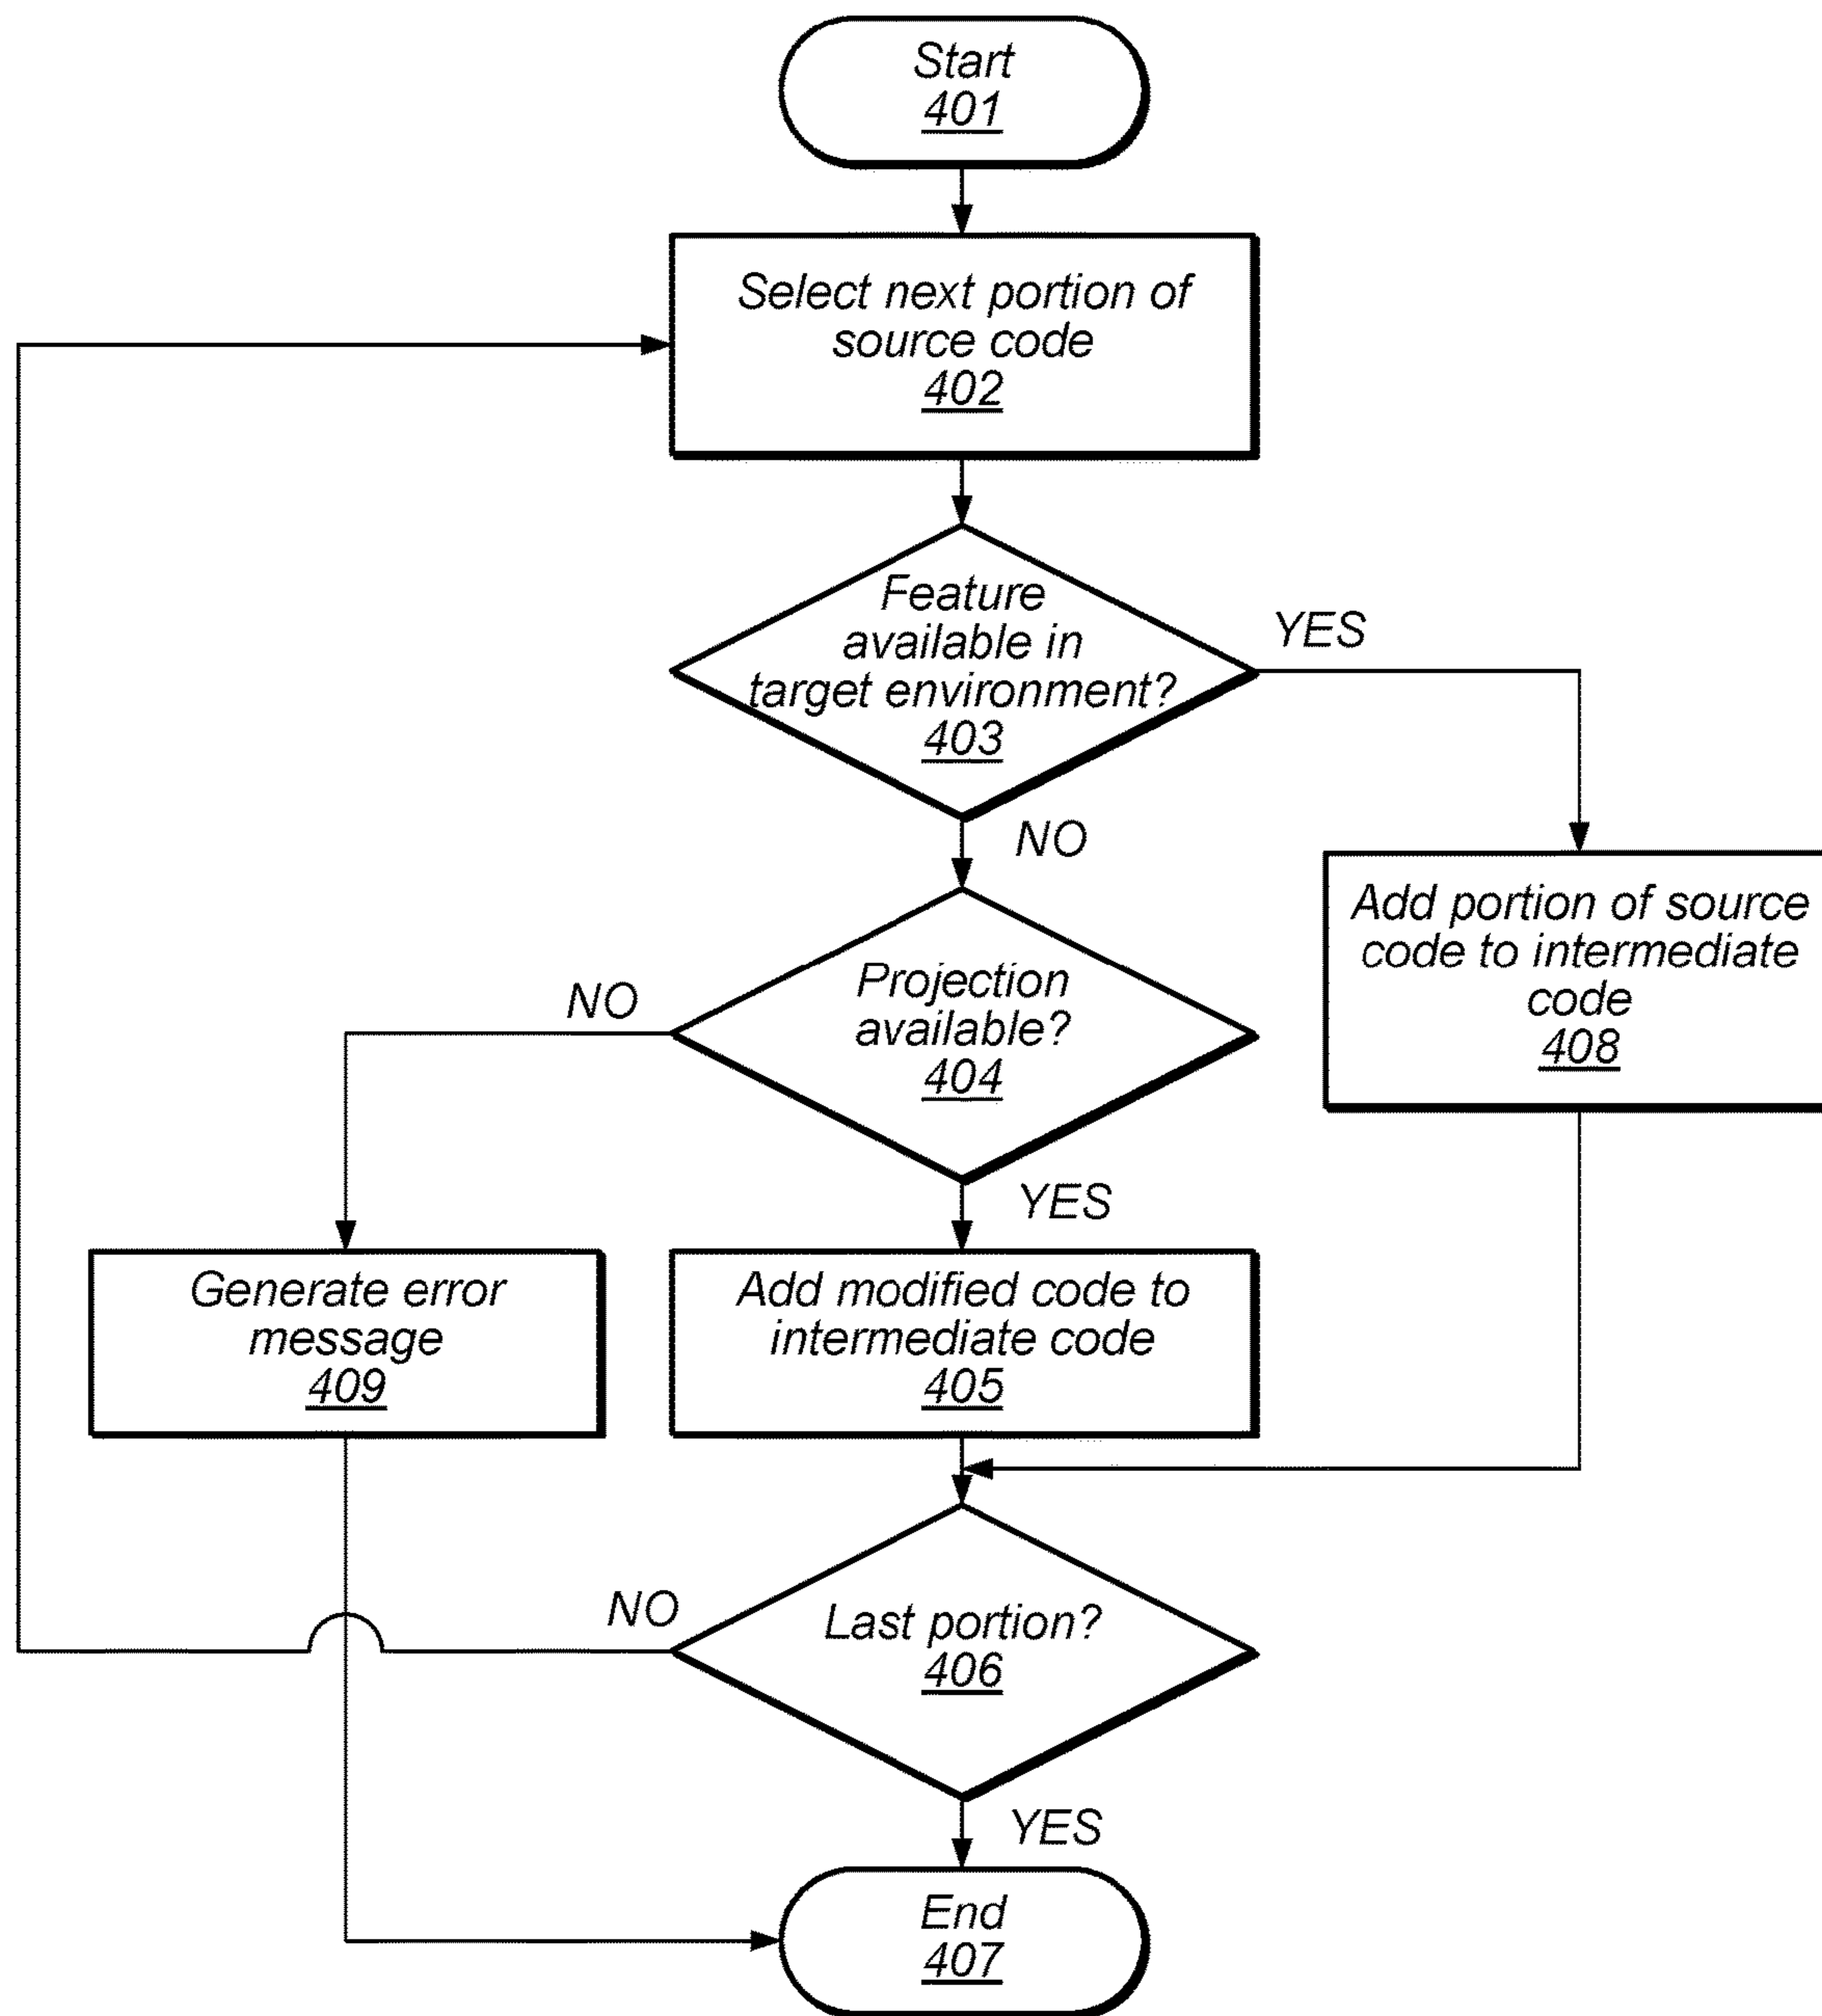 Start
401
Select next portion of
source code
402
Feature
available in
target environment?
403
YES
NO
Add portion of source
code to intermediate
code
408
Projection
available?
404
NO
YES
Generate error
message
409
Add modified code to
intermediate code
405
Last portion?
406
NO
YES
End
407